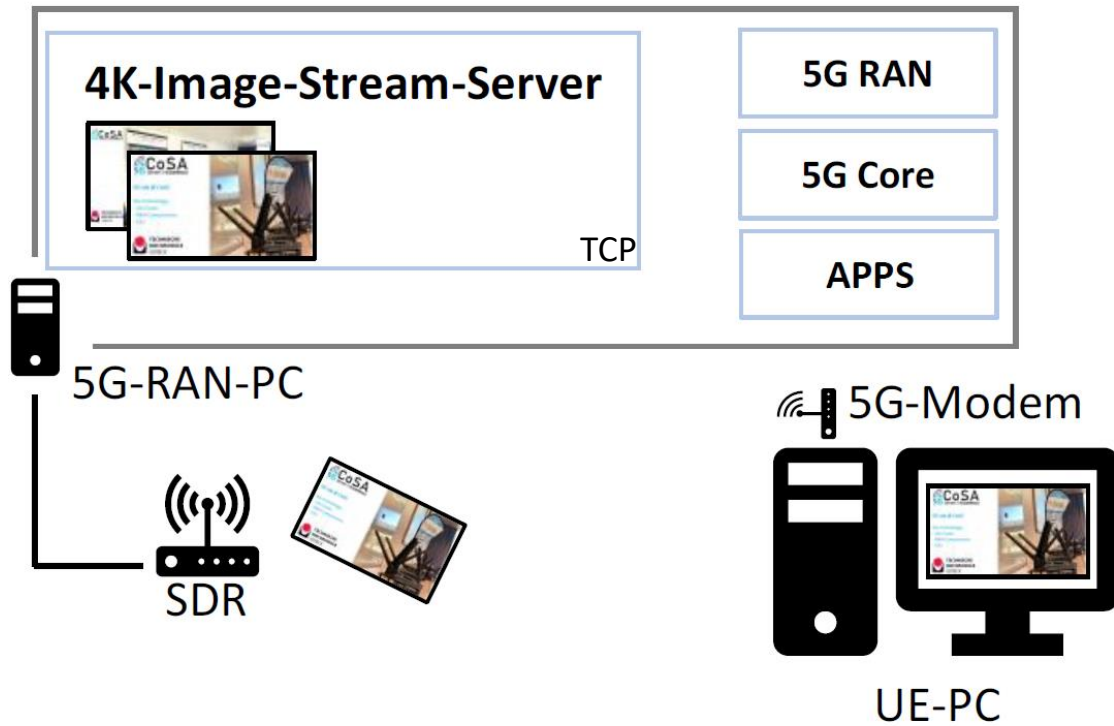 4K-Image-Stream-Server
CoSA
CoSA
TCP
5G RAN
5G Core
APPS
5G-RAN-PC
SDR
CoSA
5G-Modem
CoSA
UE-PC